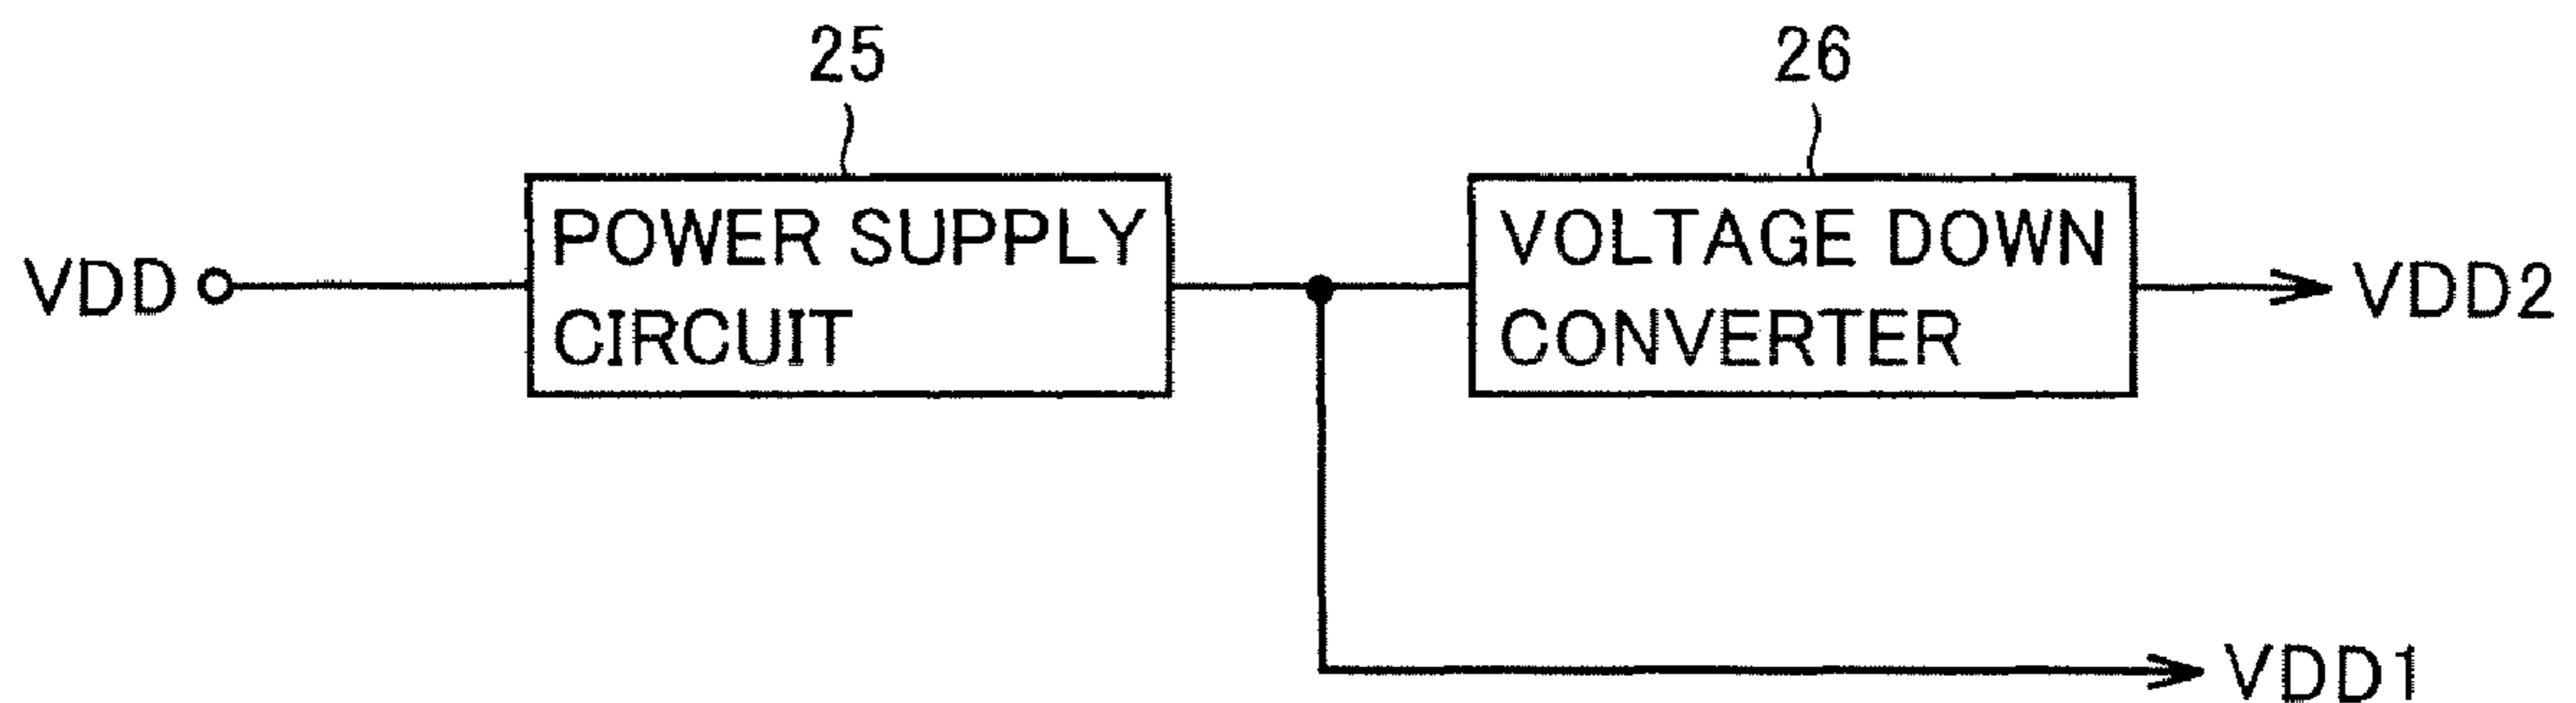 25
26
VDD
POWER SUPPLY
CIRCUIT
VOLTAGE DOWN
CONVERTER
VDD2
VDD1